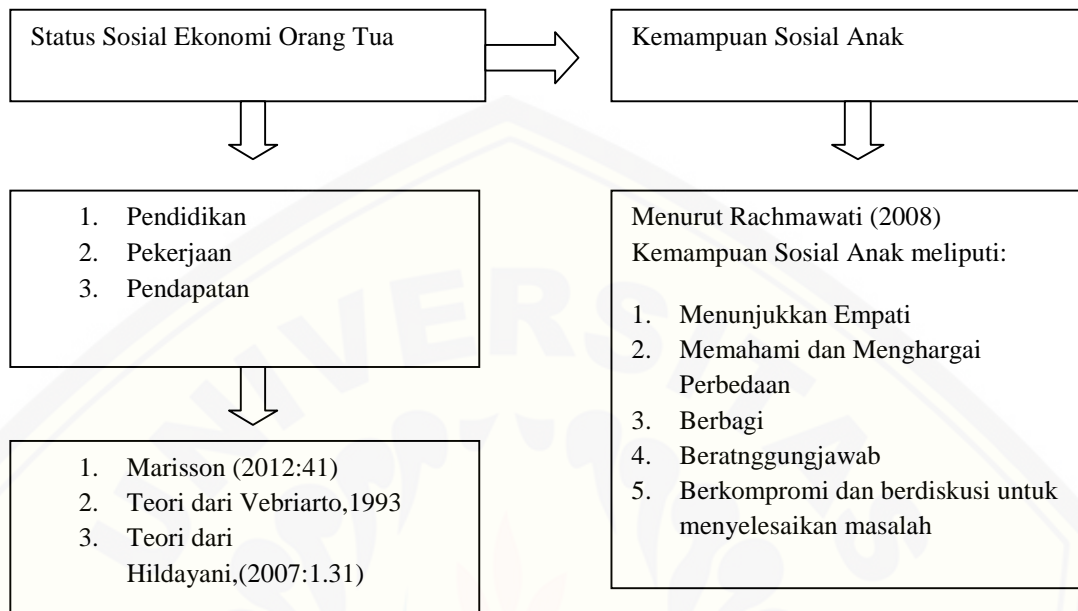 Status Sosial Ekonomi Orang Tua
Kemampuan Sosial Anak
1. Pendidikan
2. Pekerjaan
3. Pendapatan
Menurut Rachmawati (2008)
Kemampuan Sosial Anak meliputi:
1. Menunjukkan Empati
2. Memahami dan Menghargai
Perbedaan
3. Berbagi
4. Beratnggungjawab
5. Berkompromi dan berdiskusi untuk
menyelesaikan masalah
1. Marisson (2012:41)
2. Teori dari Vebriarto,1993
3. Teori dari
Hildayani,(2007:1.31)
UNIVERSITAS